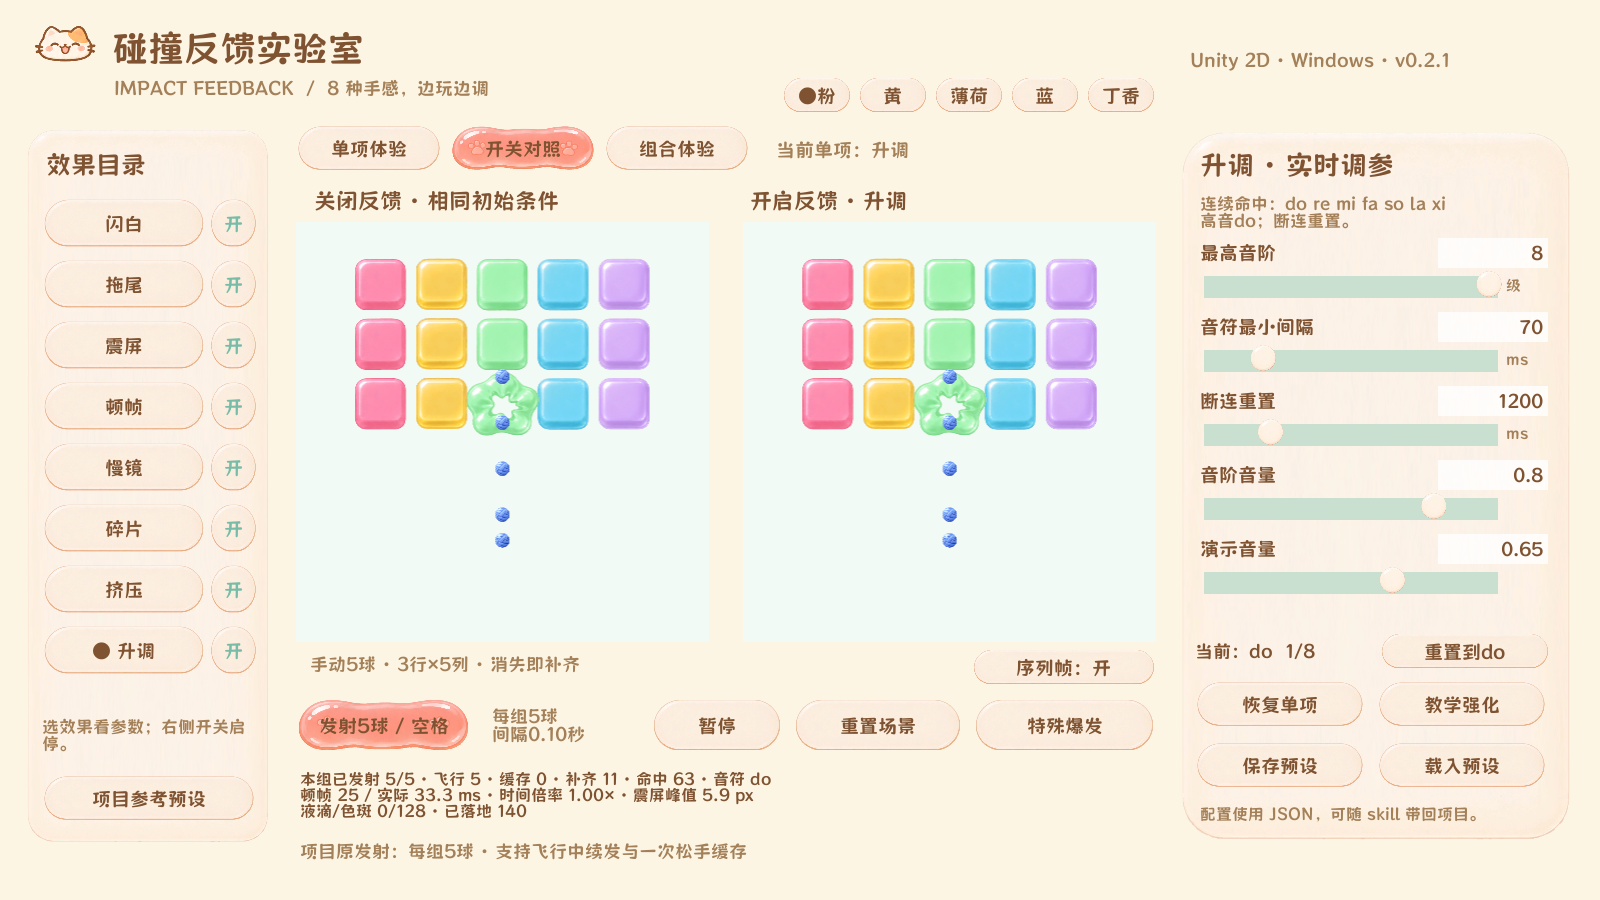 碰撞反馈实验室
IMPACT FEEDBACK / 8 种手感，边玩边调
Unity 2D · Windows · v0.2.1
●粉
黄
薄荷
蓝
丁香
效果目录
闪白 开
拖尾 开
震屏 开
顿帧 开
慢镜 开
碎片 开
挤压 开
● 升调 开
选效果看参数；右侧开关启
停。
项目参考预设
单项体验
开关对照
组合体验
当前单项：升调
关闭反馈 · 相同初始条件
开启反馈 · 升调
手动5球 · 3行×5列 · 消失即补齐
序列帧：开
发射5球 / 空格
每组5球
间隔0.10秒
暂停
重置场景
特殊爆发
本组已发射 5/5 · 飞行 5 · 缓存 0 · 补齐 11 · 命中 63 · 音符 do
顿帧 25 / 实际 33.3 ms · 时间倍率 1.00× · 震屏峰值 5.9 px
液滴/色斑 0/128 · 已落地 140
项目原发射：每组5球 · 支持飞行中续发与一次松手缓存
升调 · 实时调参
连续命中：do re mi fa so la xi
高音do；断连重置。
最高音阶 8
级
音符最小间隔 70
ms
断连重置 1200
ms
音阶音量 0.8
演示音量 0.65
当前：do 1/8
重置到do
恢复单项
教学强化
保存预设
载入预设
配置使用 JSON，可随 skill 带回项目。